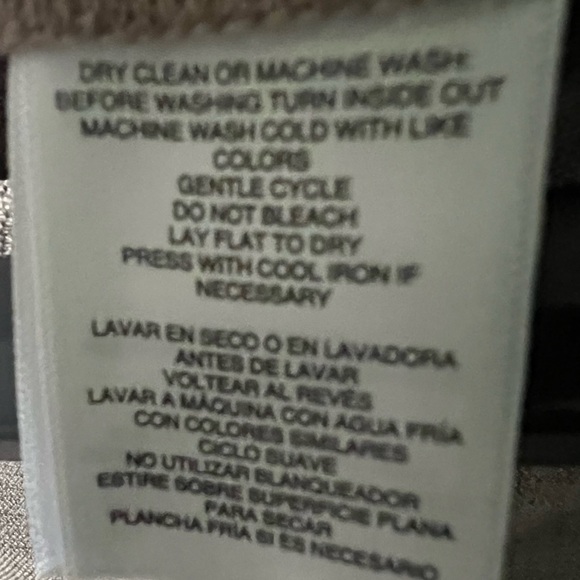 DRY CLEAN OR MACHINE WASH:
BEFORE WASHING TURN INSIDE OUT
MACHINE WASH COLD WITH LIKE
COLORS
GENTLE CYCLE
DO NOT BLEACH
LAY FLAT TO DRY
PRESS WITH COOL IRON IF
NECESSARY
LAVAR EN SECO O EN LAVADORA
ANTES DE LAVAR
VOLTEAR AL REVÉS
LAVAR A MÁQUINA CON AGUA FRÍA
CON COLORES SIMILARES
CICLO SUAVE
NO UTILIZAR BLANQUEADOR
ESTIRE SOBRE SUPERFICIE PLANA
PARA SECAR
PLANCHA FRÍA SI ES NECESARIO